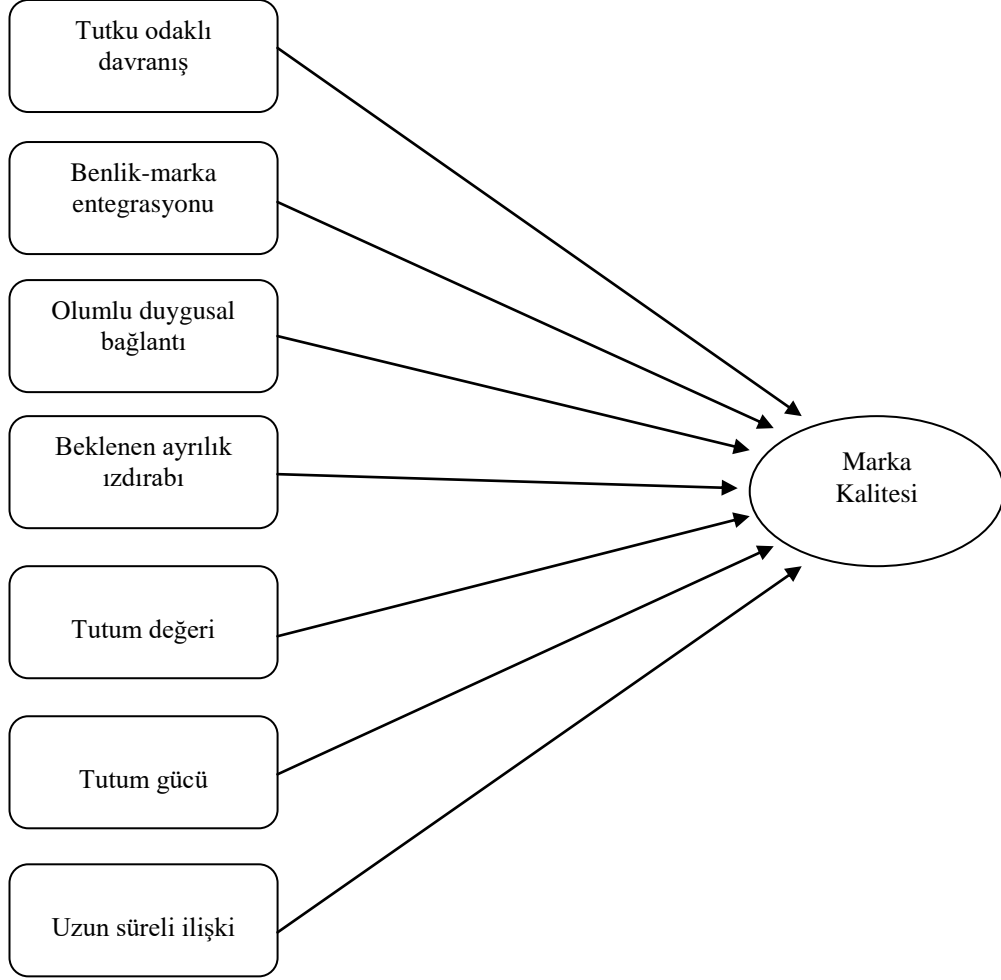 Tutku odaklı
davranış
Benlik-marka
entegrasyonu
Olumlu duygusal
bağlantı
Beklenen ayrılık
ızdırabı
Marka
Kalitesi
Tutum değeri
Tutum gücü
Uzun süreli ilişki